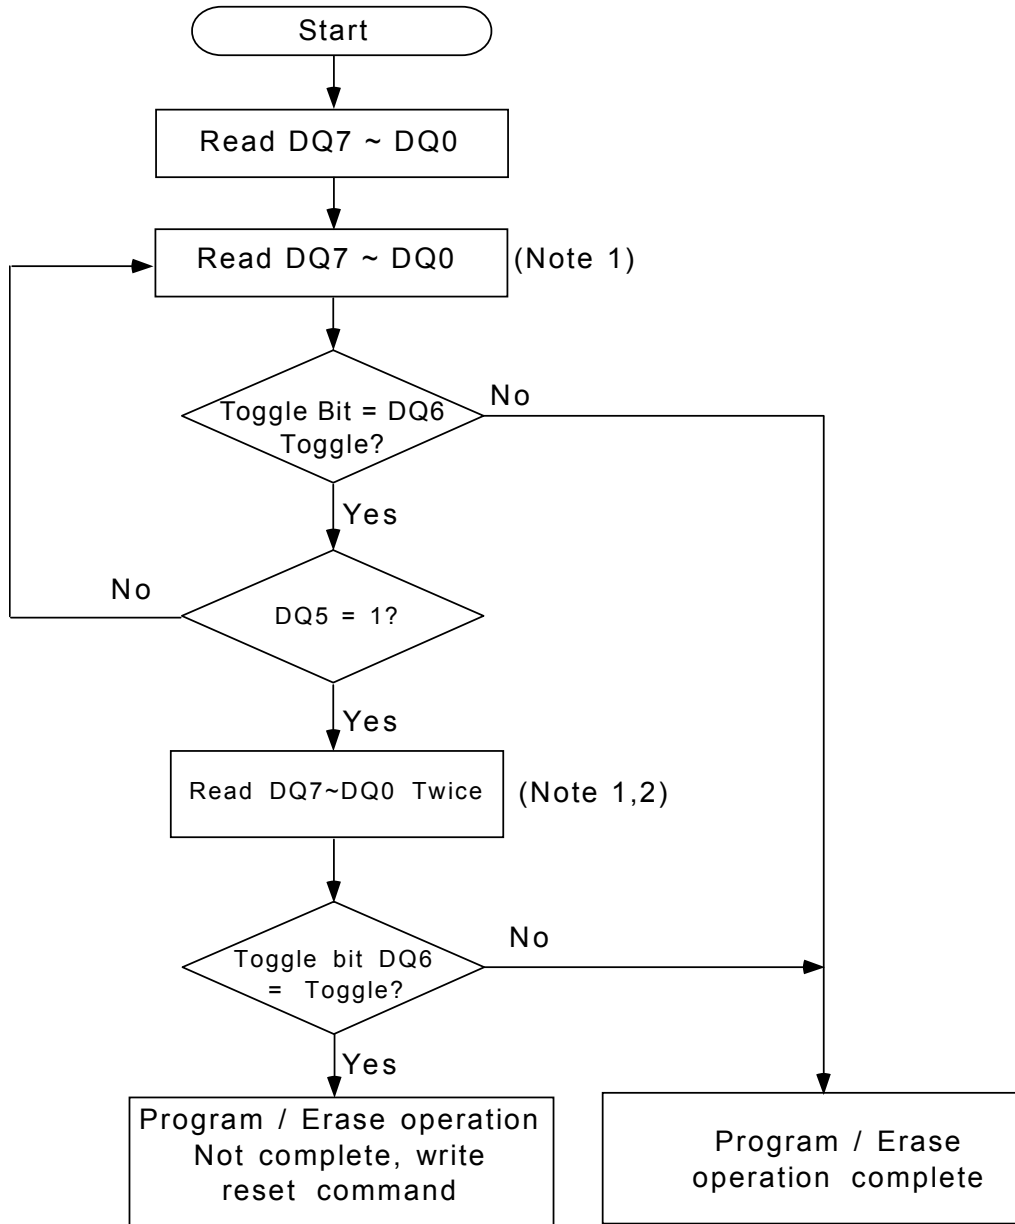 Start
Read DQ7 ~ DQ0
Read DQ7 ~ DQ0
(Note 1)
Toggle Bit = DQ6
Toggle?
No
Yes
No
DQ5 = 1?
Yes
Read DQ7~DQ0 Twice
(Note 1,2)
Toggle bit DQ6
= Toggle?
No
Yes
Program / Erase operation
Not complete, write
reset command
Program / Erase
operation complete